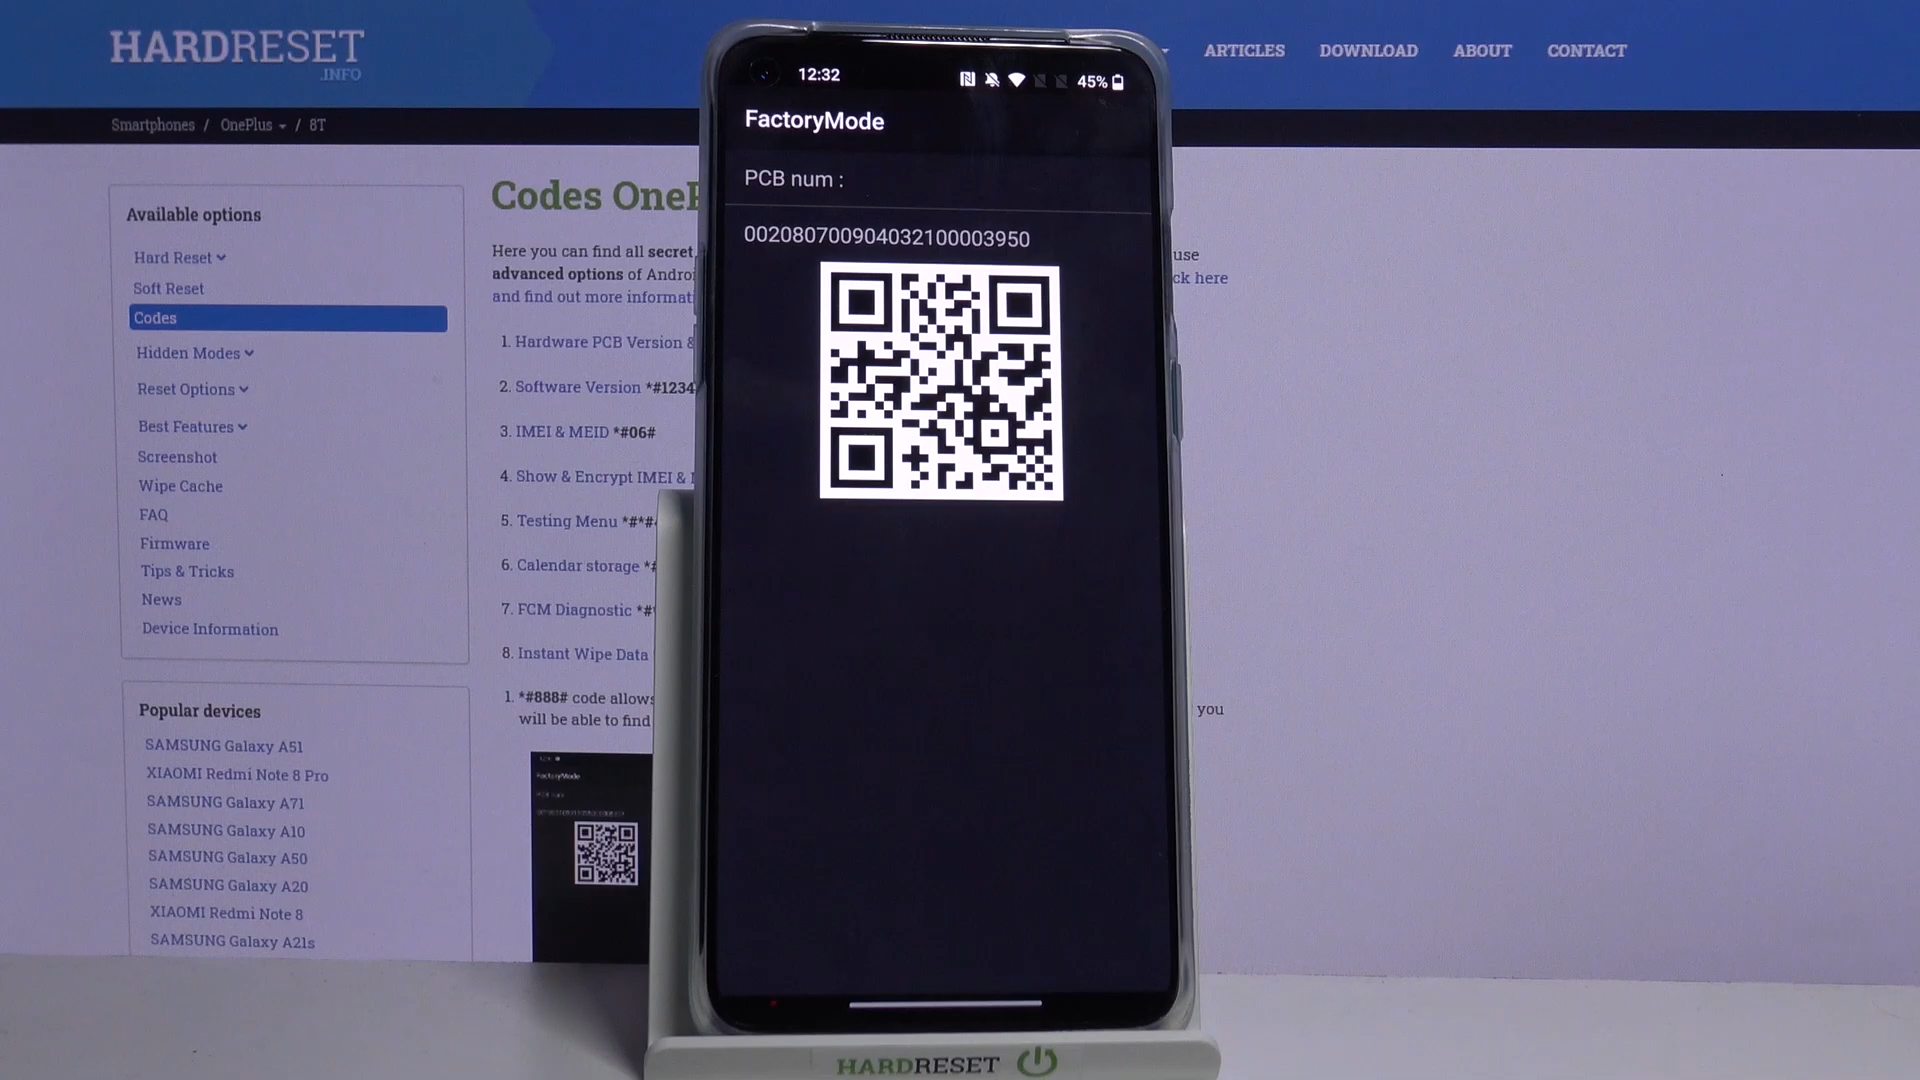 HARDRESET
.INFO
ARTICLES DOWNLOAD ABOUT CONTACT
Smartphones / OnePlus / 8T
Available options
Hard Reset
Soft Reset
Codes
Hidden Modes
Reset Options
Best Features
Screenshot
Wipe Cache
FAQ
Firmware
Tips & Tricks
News
Device Information
Popular devices
SAMSUNG Galaxy A51
XIAOMI Redmi Note 8 Pro
SAMSUNG Galaxy A71
SAMSUNG Galaxy A10
SAMSUNG Galaxy A50
SAMSUNG Galaxy A20
XIAOMI Redmi Note 8
SAMSUNG Galaxy A21s
Codes OneP
Here you can find all secret
use
advanced options of Androi
ck here
and find out more informati
1. Hardware PCB Version &
2. Software Version *#1234
3. IMEI & MEID *#06#
4. Show & Encrypt IMEI &
5. Testing Menu *#*#
6. Calendar storage *#
7. FCM Diagnostic *#
8. Instant Wipe Data
1. *#888# code allows
you
will be able to find
FactoryMode
12:32 45%
FactoryMode
PCB num :
002080700904032100003950
HARDRESET